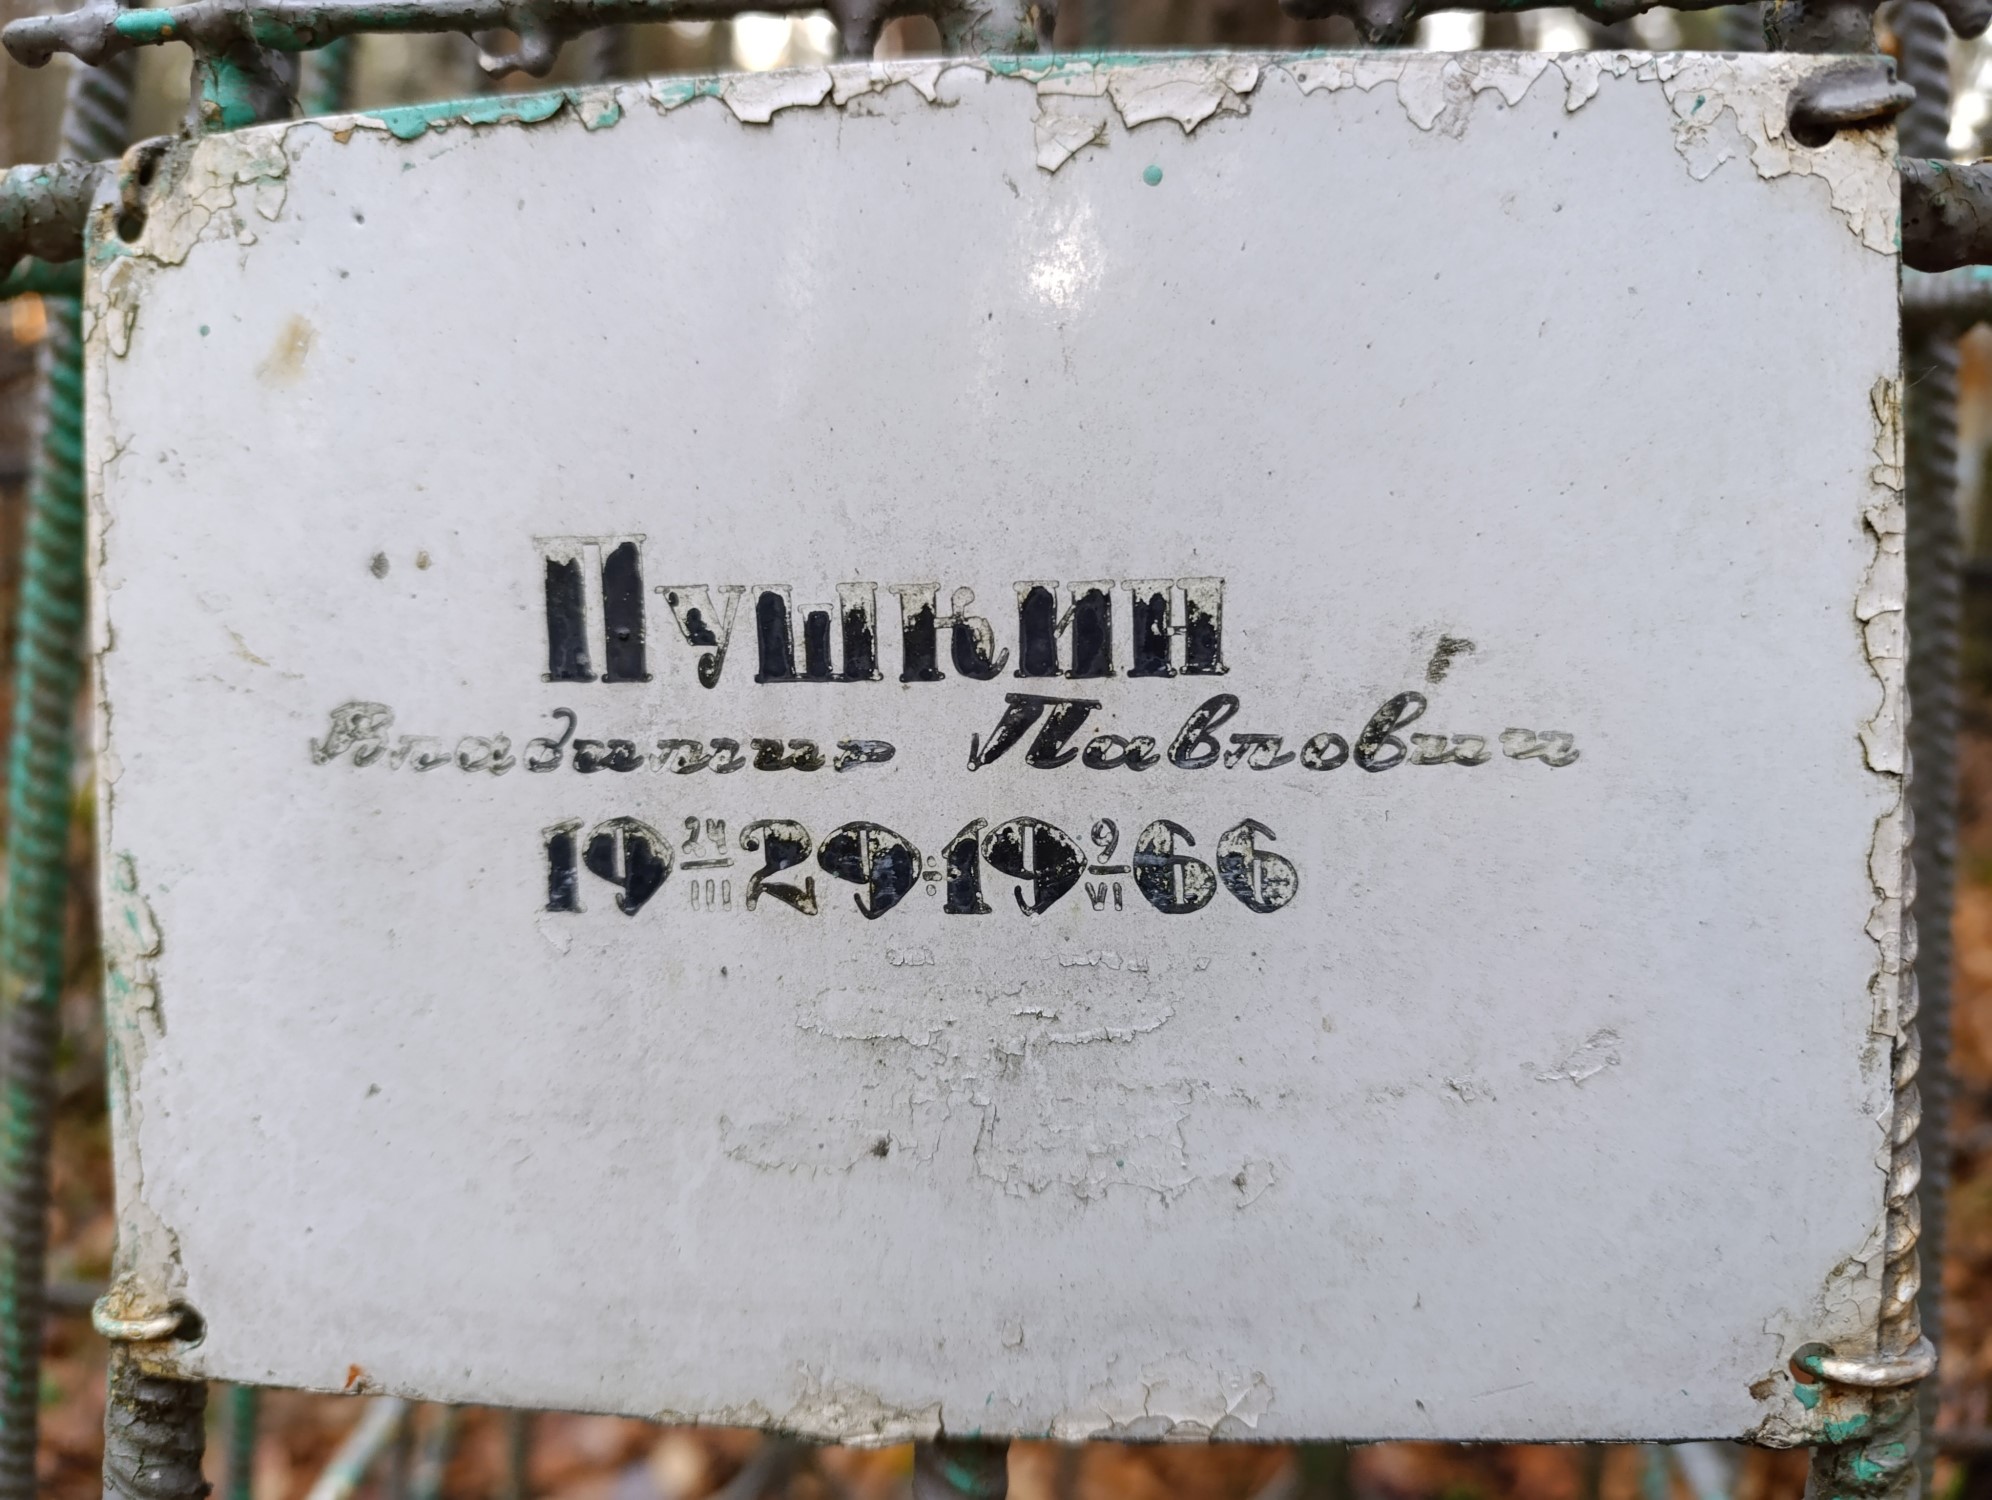 Пушкин
Владимир Павлович
19 24/III 29÷19 9/VI 66